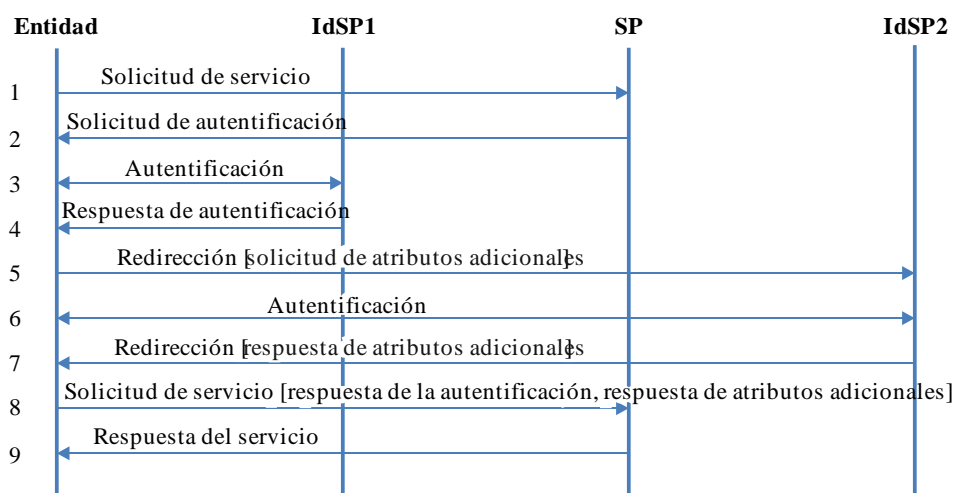 Entidad IdSP1 SP IdSP2
1 Solicitud de servicio
2 Solicitud de autentificación
3 Autentificación
4 Respuesta de autentificación
5 Redirección [solicitud de atributos adicionales]
6 Autentificación
7 Redirección [respuesta de atributos adicionales]
8 Solicitud de servicio [respuesta de la autentificación, respuesta de atributos adicionales]
9 Respuesta del servicio